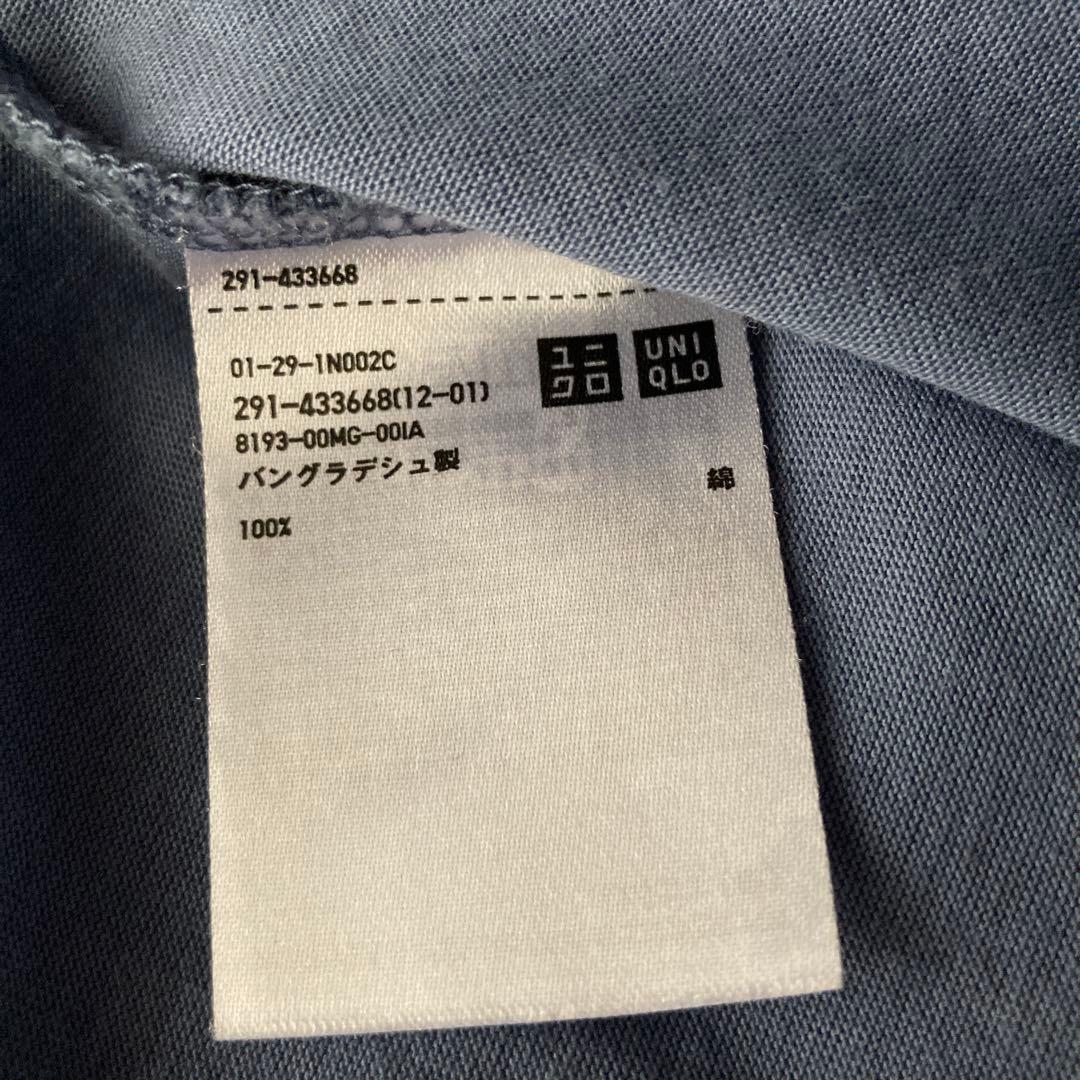 291-433668
01-29-1N002C
291-433668(12-01)
8193-00MG-00IA
バングラデシュ製
ユニ
クロ
UNI
QLO
綿
100%